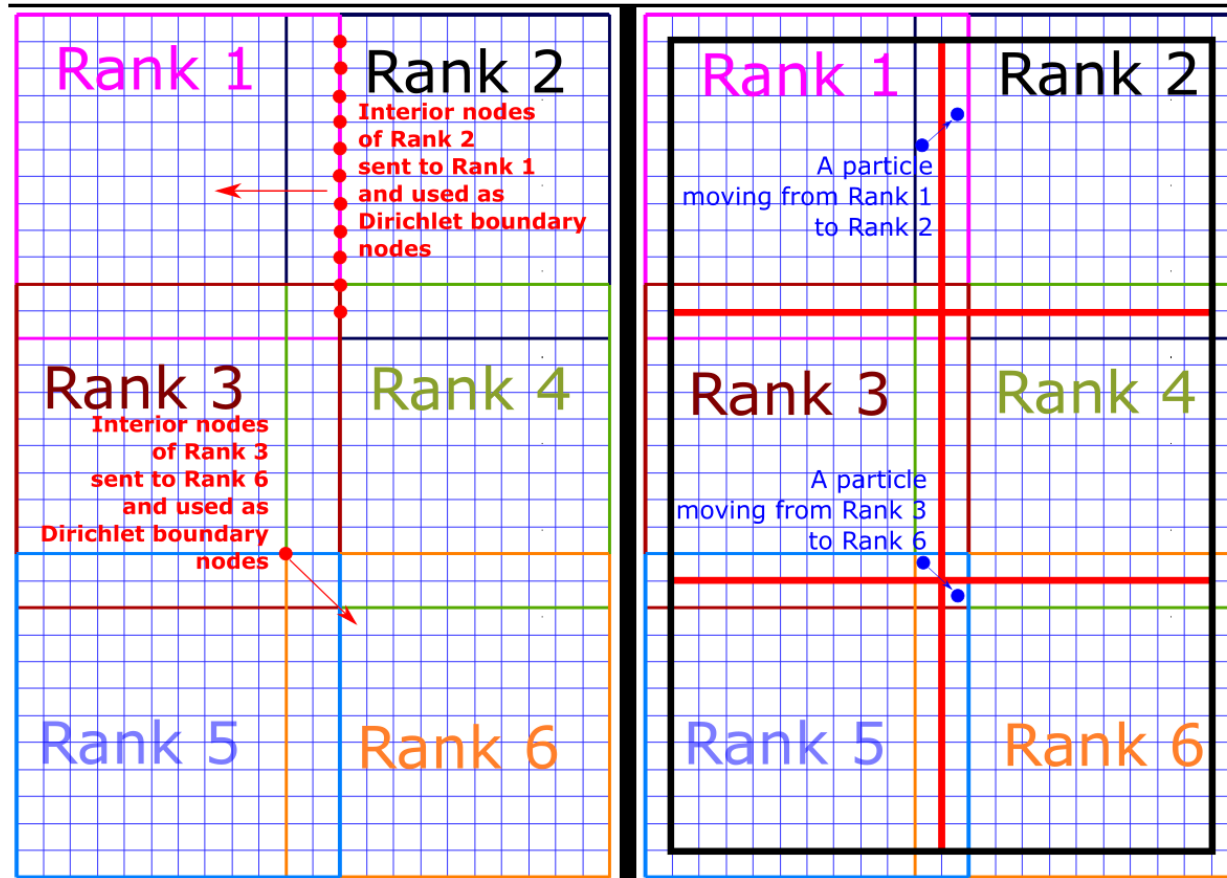 Rank 1
Rank 2
Interior nodes
of Rank 2
sent to Rank 1
and used as
Dirichlet boundary
nodes
Rank 3
Rank 4
Interior nodes
of Rank 3
sent to Rank 6
and used as
Dirichlet boundary
nodes
Rank 5
Rank 6
Rank 1
Rank 2
A particle
moving from Rank 1
to Rank 2
Rank 3
Rank 4
A particle
moving from Rank 3
to Rank 6
Rank 5
Rank 6